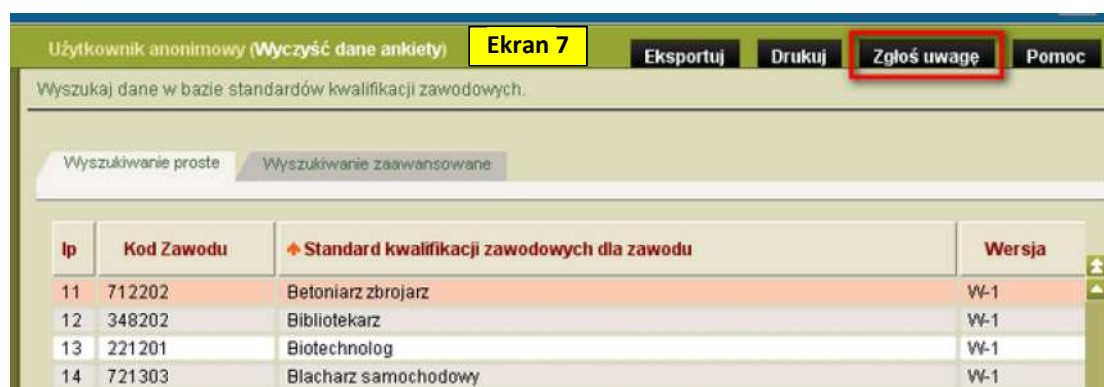 Użytkownik anonimowy (Wyczyść dane ankiety) Ekran 7 Eksportuj Drukuj Zgłoś uwagę Pomoc
Wyszukaj dane w bazie standardów kwalifikacji zawodowych.
Wyszukiwanie proste Wyszukiwanie zaawansowane
lp Kod Zawodu Standard kwalifikacji zawodowych dla zawodu Wersja
11 712202 Betoniarz zbrojarz W-1
12 348202 Bibliotekarz W-1
13 221201 Biotechnolog W-1
14 721303 Blacharz samochodowy W-1